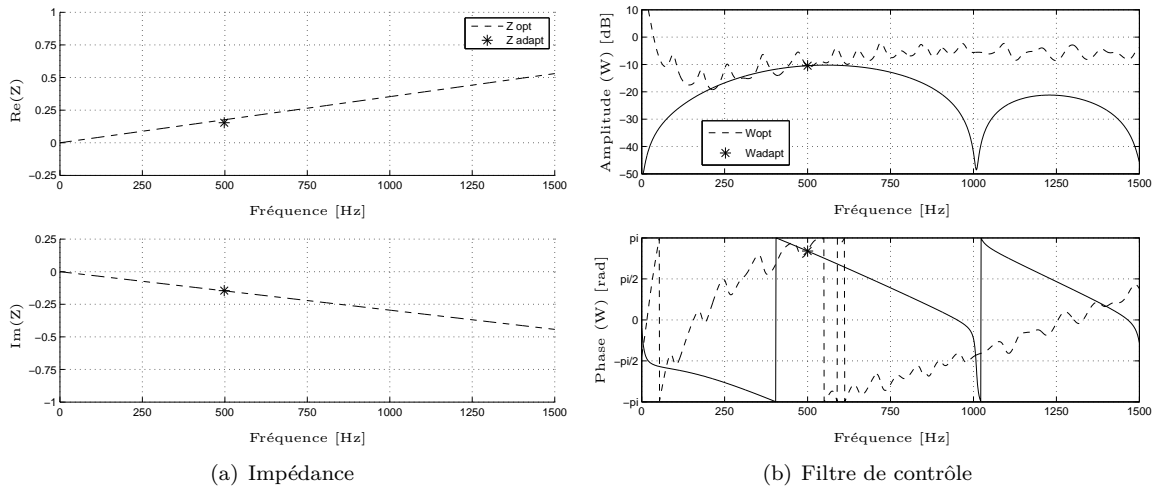 1
0.75
0.5
0.25
0
−0.25
Re(Z)
Z opt
Z adapt
0 250 500 750 1000 1250 1500
Fréquence [Hz]
0.25
0
−0.25
−0.5
−0.75
−1
Im(Z)
0 250 500 750 1000 1250 1500
Fréquence [Hz]
(a) Impédance
10
0
−10
−20
−30
−40
−50
Amplitude (W) [dB]
Wopt
Wadapt
0 250 500 750 1000 1250 1500
Fréquence [Hz]
pi
pi/2
0
−pi/2
−pi
Phase (W) [rad]
0 250 500 750 1000 1250 1500
Fréquence [Hz]
(b) Filtre de contrôle